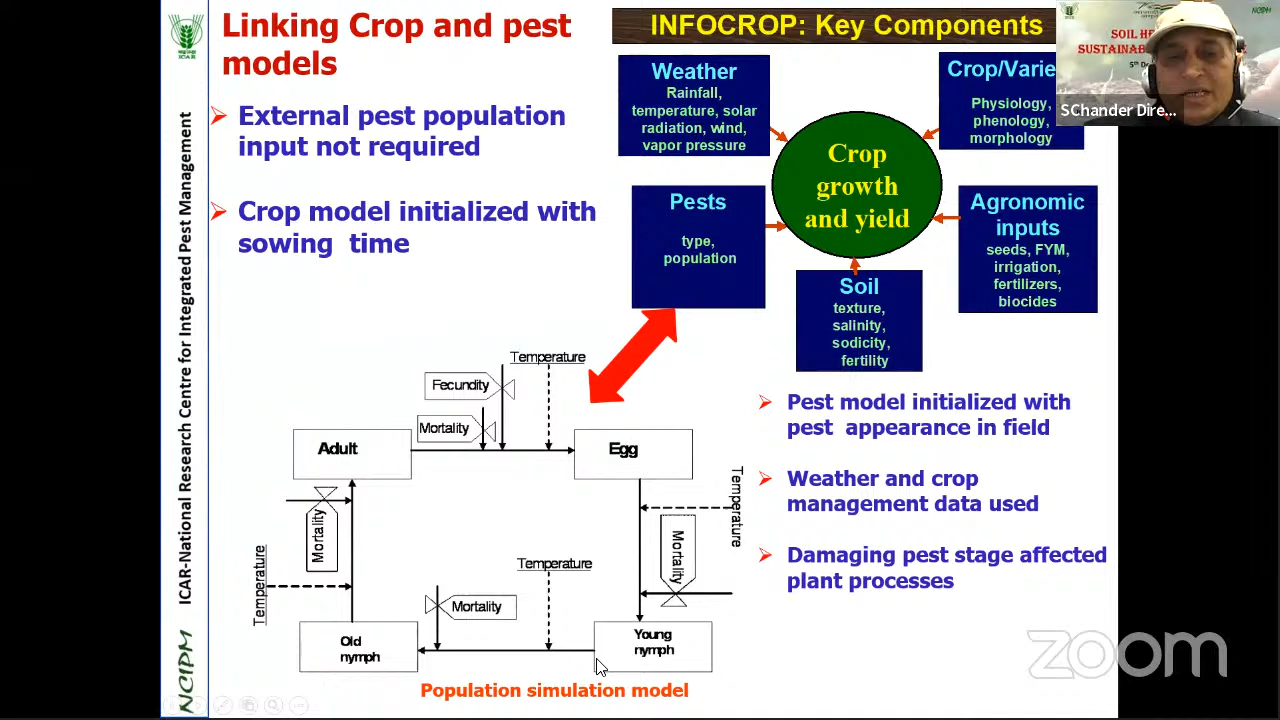 Linking Crop and pest
models
External pest population
input not required
Crop model initialized with
sowing time
INFOCROP: Key Components
Weather
Rainfall,
temperature, solar
radiation, wind,
vapor pressure
Crop/Varie
Physiology,
phenology,
morphology
Crop
growth
and yield
Pests
type,
population
Agronomic
inputs
seeds, FYM,
irrigation,
fertilizers,
biocides
Soil
texture,
salinity,
sodicity,
fertility
NCIPM
SOIL HE
SUSTAINAB
5th De
SChander Dire...
Temperature
Fecundity
Mortality
Adult
Egg
Mortality
Temperature
Temperature
Mortality
Temperature
Mortality
Old
nymph
Young
nymph
Population simulation model
Pest model initialized with
pest appearance in field
Weather and crop
management data used
Damaging pest stage affected
plant processes
ICAR
ICAR-National Research Centre for Integrated Pest Management
NCIPM
zoom